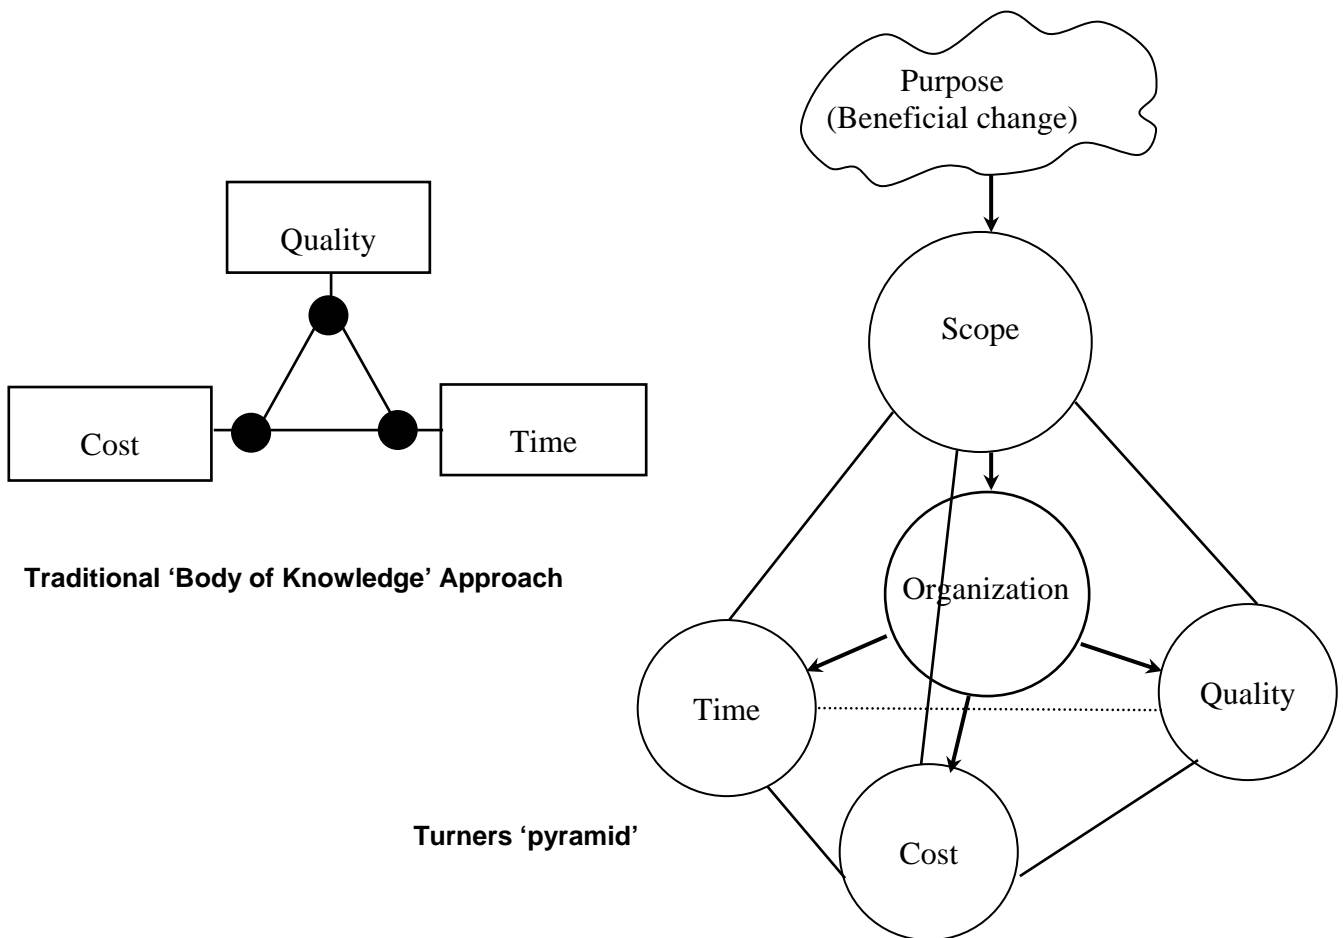 Purpose
(Beneficial change)
Quality
Scope
Cost
Time
Traditional ‘Body of Knowledge’ Approach
Organization
Time
Quality
Turners ‘pyramid’
Cost